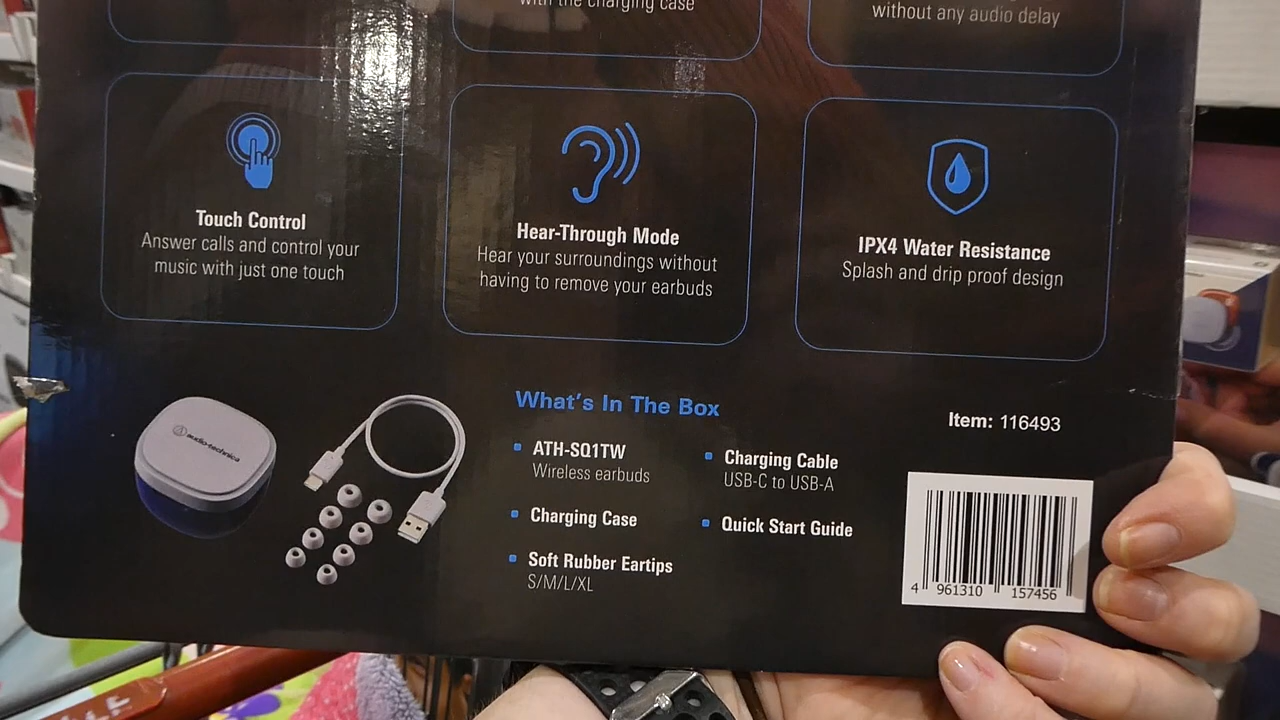 with the charging case
without any audio delay
Touch Control
Answer calls and control your
music with just one touch
Hear-Through Mode
Hear your surroundings without
having to remove your earbuds
IPX4 Water Resistance
Splash and drip proof design
audio-technica
What's In The Box
ATH-SQ1TW
Wireless earbuds
Charging Case
Soft Rubber Eartips
S/M/L/XL
Charging Cable
USB-C to USB-A
Quick Start Guide
Item: 116493
4 961310 157456